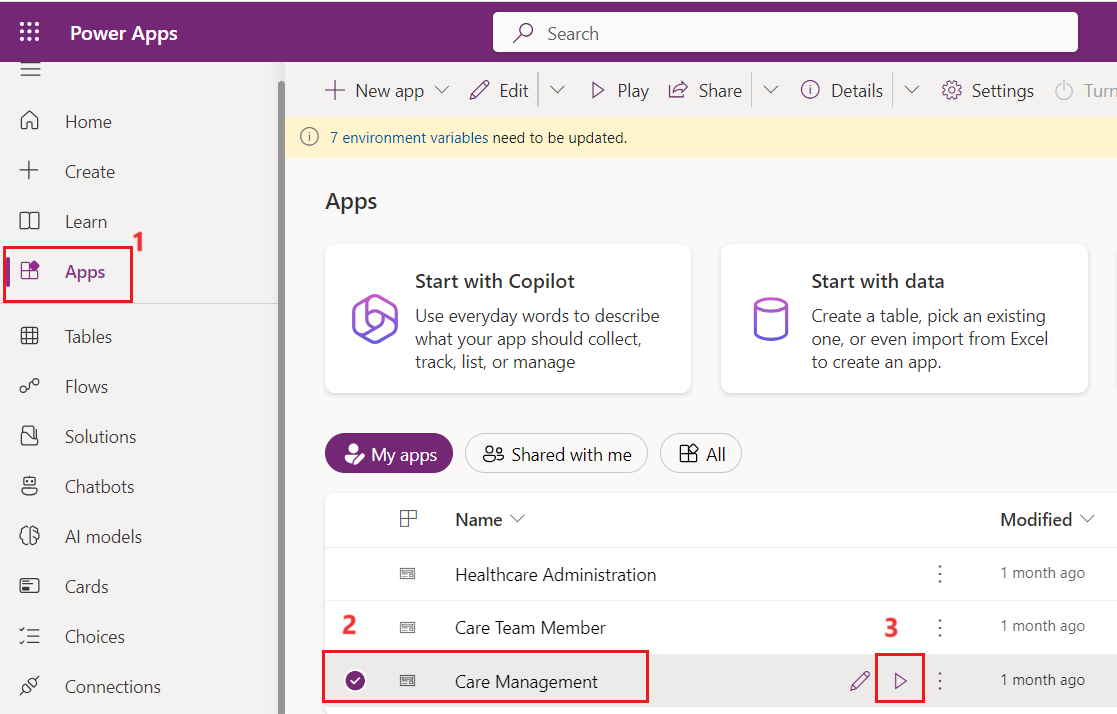 Power Apps
Search
New app
Edit
Play
Share
Details
Settings
Turn
7 environment variables need to be updated.
Home
Create
Learn
1
Apps
Tables
Flows
Solutions
Chatbots
AI models
Cards
Choices
Connections
Apps
Start with Copilot
Use everyday words to describe
what your app should collect,
track, list, or manage
Start with data
Create a table, pick an existing
one, or even import from Excel
to create an app.
My apps
Shared with me
All
Name
Modified
Healthcare Administration
1 month ago
2
Care Team Member
3
1 month ago
Care Management
1 month ago